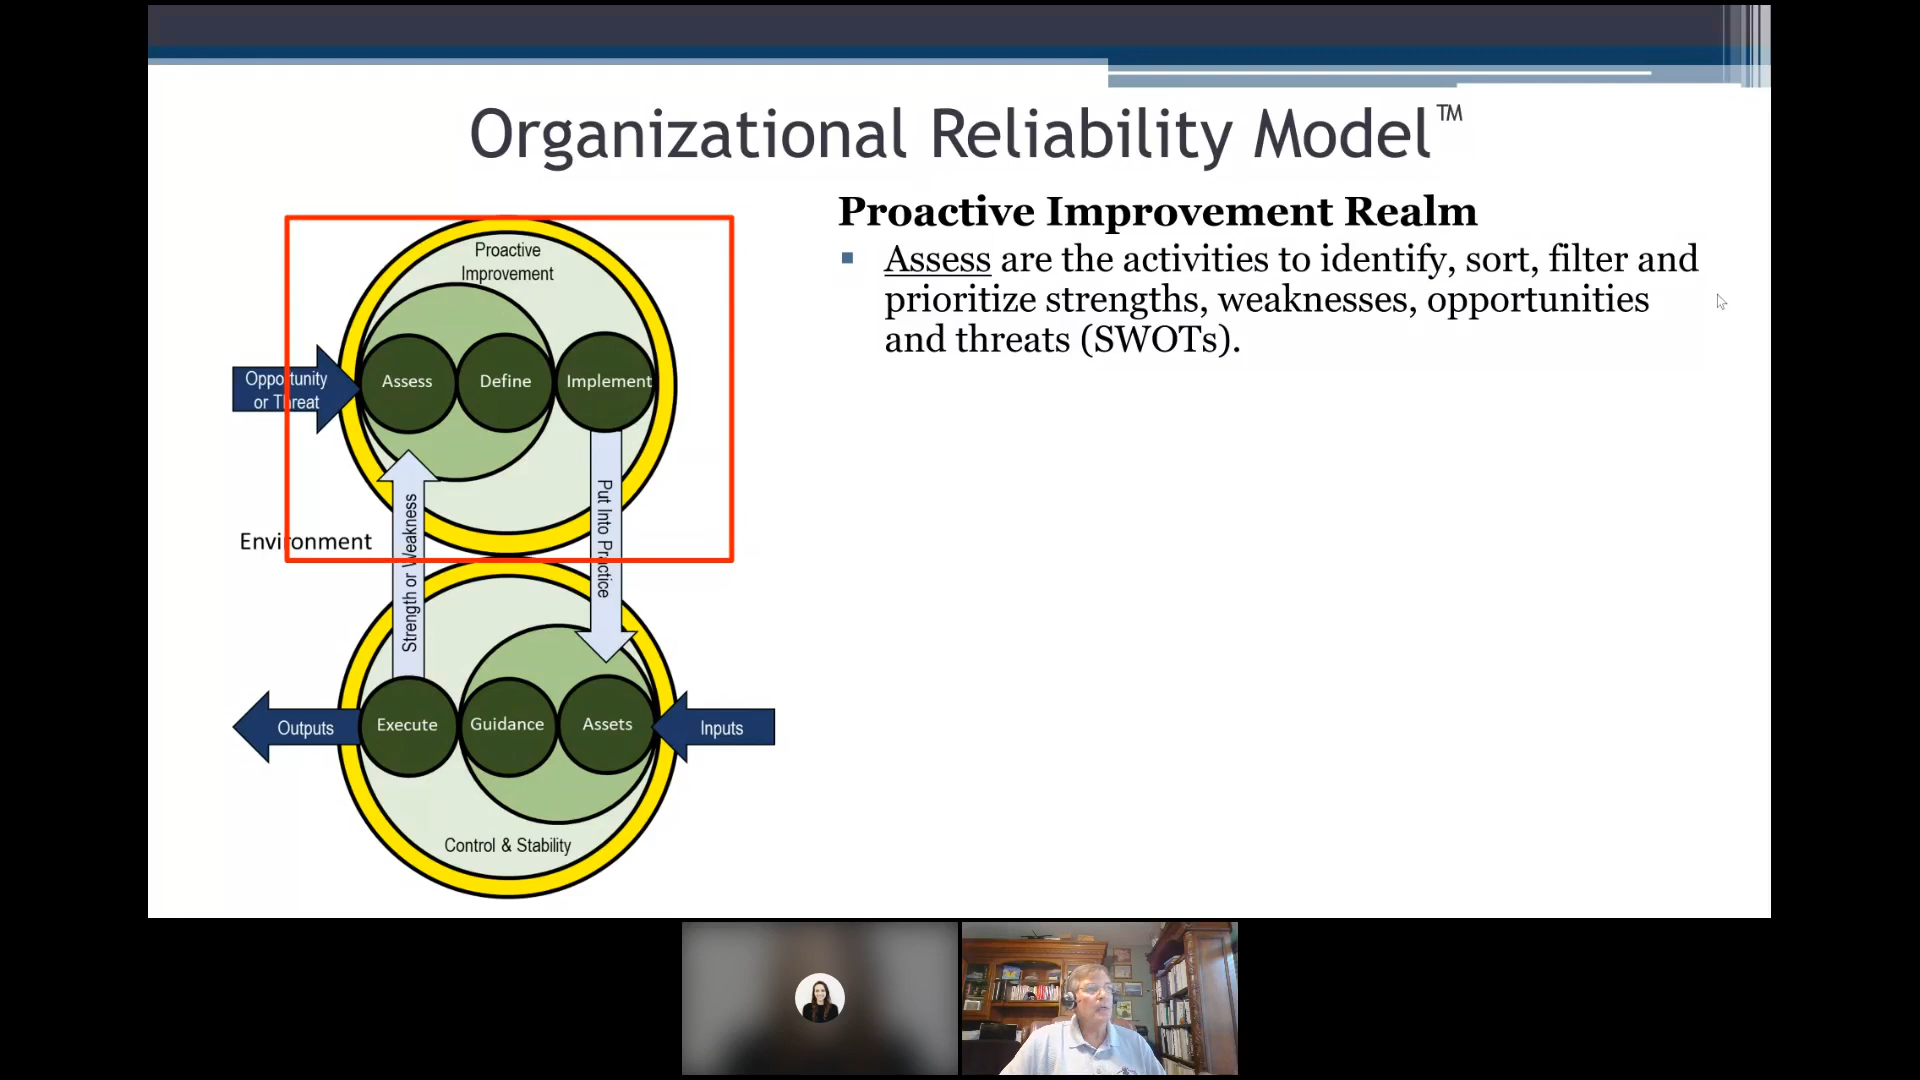 Organizational Reliability Model™
Proactive Improvement Realm
Assess are the activities to identify, sort, filter and
prioritize strengths, weaknesses, opportunities
and threats (SWOTs).
Proactive
Improvement
Opportunity
or Threat
Assess
Define
Implement
Strength or Weakness
Put Into Practice
Environment
Outputs
Execute
Guidance
Assets
Inputs
Control & Stability